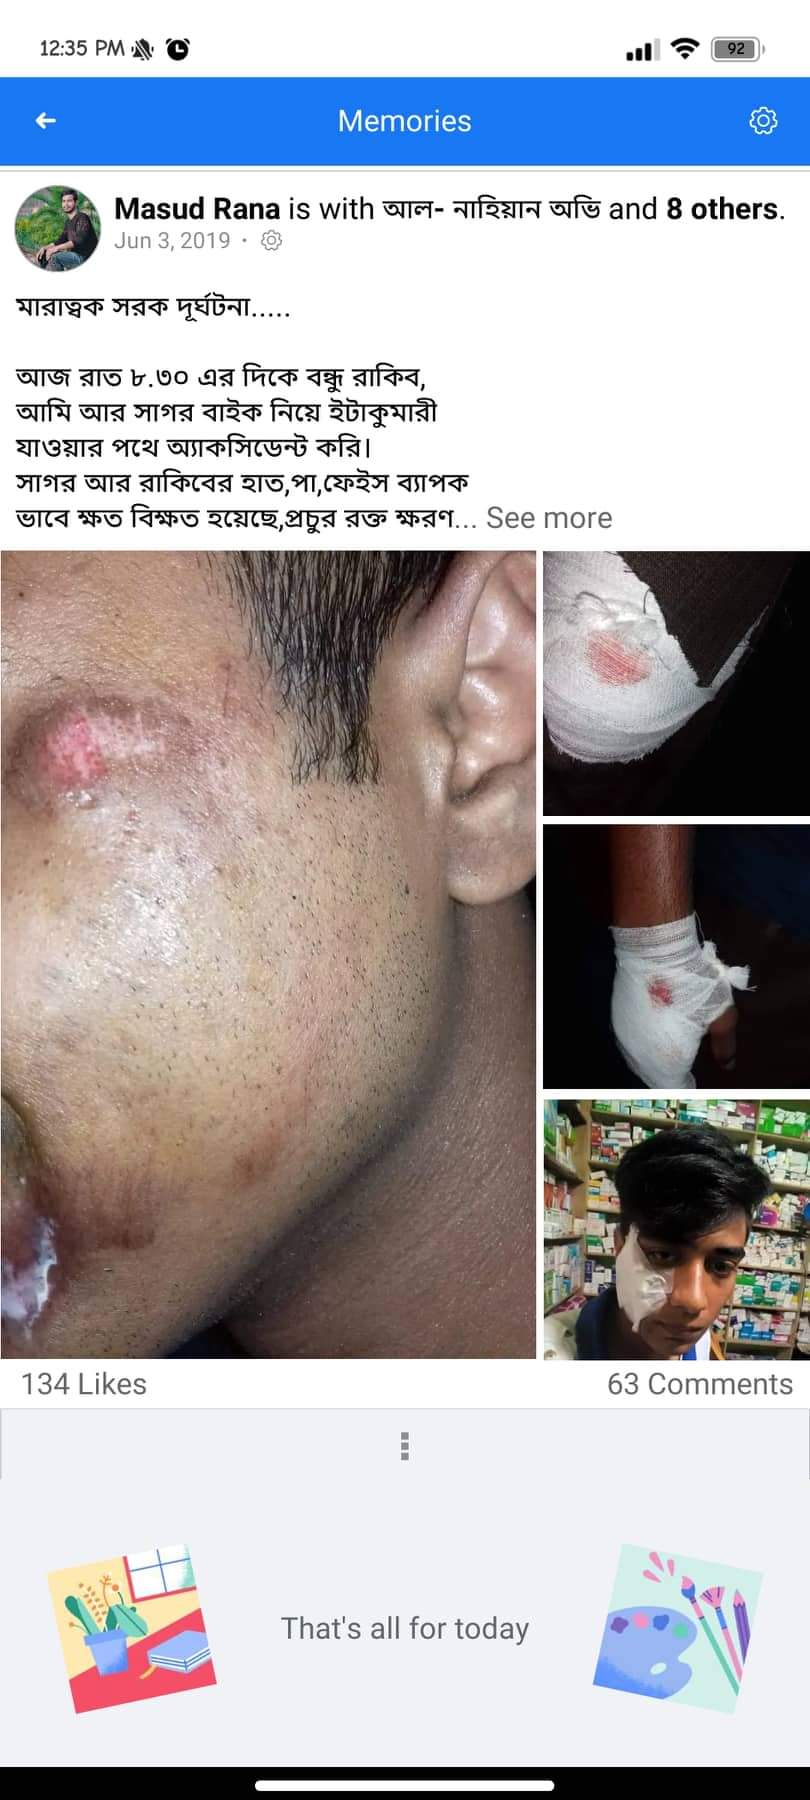 12:35 PM
92
Memories
Masud Rana is with আল- নাহিয়ান অভি and 8 others.
Jun 3, 2019 ·
মারাত্বক সরক দূর্ঘটনা.....
আজ রাত ৮.৩০ এর দিকে বন্ধু রাকিব,
আমি আর সাগর বাইক নিয়ে ইটাকুমারী
যাওয়ার পথে অ্যাকসিডেন্ট করি।
সাগর আর রাকিবের হাত,পা,ফেইস ব্যাপক
ভাবে ক্ষত বিক্ষত হয়েছে,প্রচুর রক্ত ক্ষরণ... See more
134 Likes
63 Comments
That's all for today